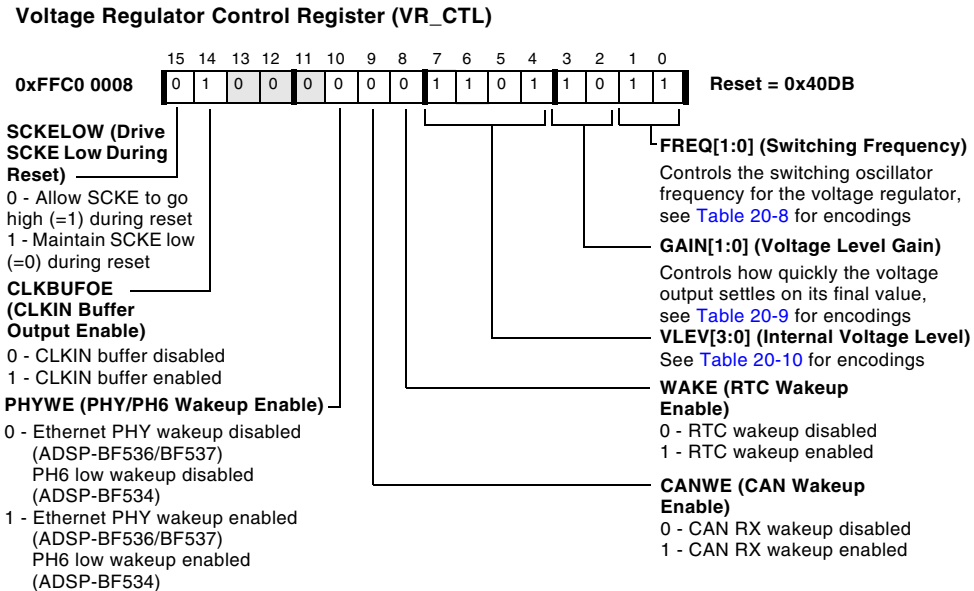 Voltage Regulator Control Register (VR_CTL)
15 14 13 12 11 10 9 8 7 6 5 4 3 2 1 0
0xFFC0 0008 0 1 0 0 0 0 0 0 1 1 0 1 1 0 1 1 Reset = 0x40DB
SCKELOW (Drive
SCKE Low During
Reset)
0 - Allow SCKE to go
high (=1) during reset
1 - Maintain SCKE low
(=0) during reset
CLKBUFOE
(CLKIN Buffer
Output Enable)
0 - CLKIN buffer disabled
1 - CLKIN buffer enabled
PHYWE (PHY/PH6 Wakeup Enable)
0 - Ethernet PHY wakeup disabled
(ADSP-BF536/BF537)
PH6 low wakeup disabled
(ADSP-BF534)
1 - Ethernet PHY wakeup enabled
(ADSP-BF536/BF537)
PH6 low wakeup enabled
(ADSP-BF534)
FREQ[1:0] (Switching Frequency)
Controls the switching oscillator
frequency for the voltage regulator,
see Table 20-8 for encodings
GAIN[1:0] (Voltage Level Gain)
Controls how quickly the voltage
output settles on its final value,
see Table 20-9 for encodings
VLEV[3:0] (Internal Voltage Level)
See Table 20-10 for encodings
WAKE (RTC Wakeup
Enable)
0 - RTC wakeup disabled
1 - RTC wakeup enabled
CANWE (CAN Wakeup
Enable)
0 - CAN RX wakeup disabled
1 - CAN RX wakeup enabled